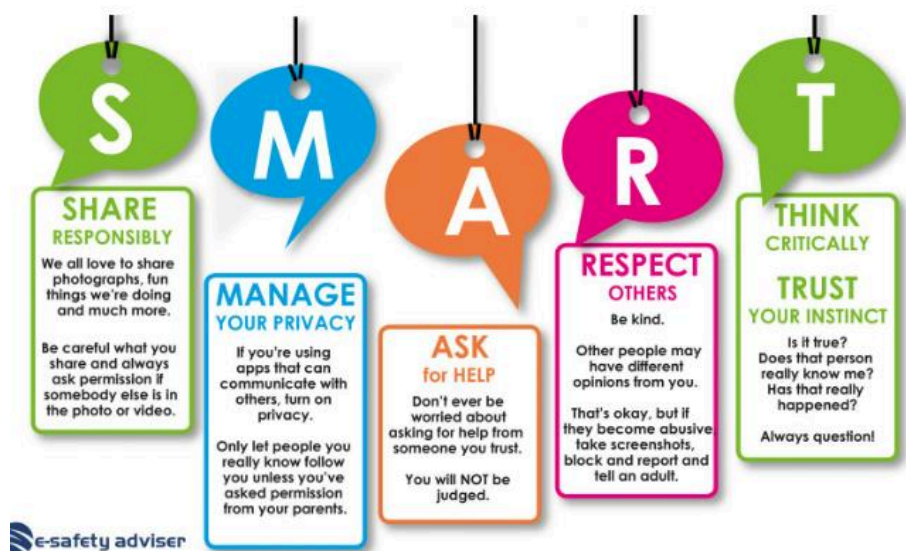 S
SHARE
RESPONSIBLY
We all love to share
photographs, fun
things we're doing
and much more.
Be careful what you
share and always
ask permission if
somebody else is in
the photo or video.
M
MANAGE
YOUR PRIVACY
If you're using
apps that can
communicate with
others, turn on
privacy.
Only let people you
really know follow
you unless you've
asked permission
from your parents.
A
ASK
for HELP
Don't ever be
worried about
asking for help from
someone you trust.
You will NOT be
judged.
R
RESPECT
OTHERS
Be kind.
Other people may
have different
opinions from you.
That's okay, but if
they become abusive,
take screenshots,
block and report and
tell an adult.
T
THINK
CRITICALLY
TRUST
YOUR INSTINCT
Is it true?
Does that person
really know me?
Has that really
happened?
Always question!
e-safety adviser